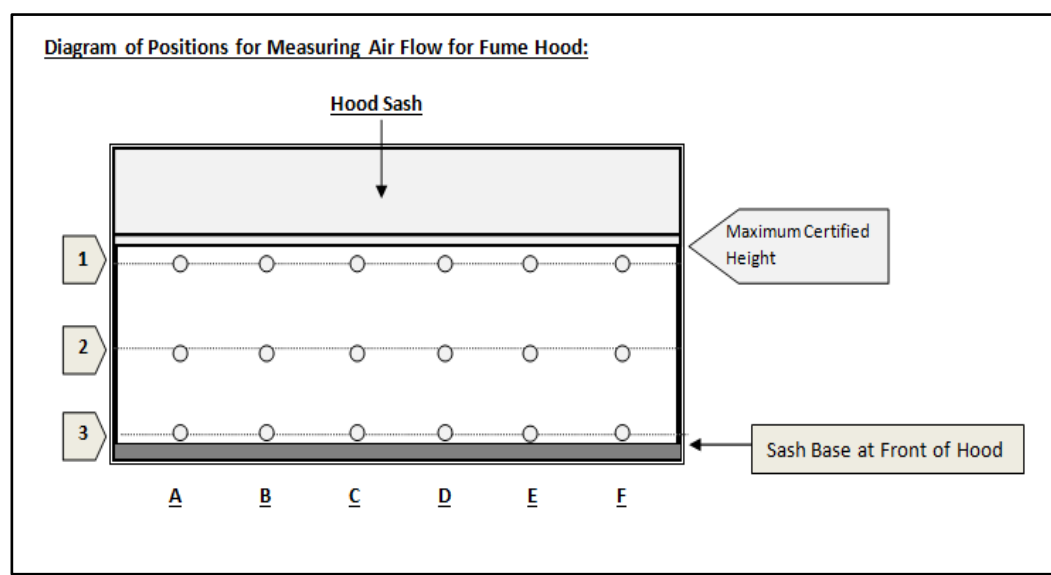 Diagram of Positions for Measuring Air Flow for Fume Hood:
Hood Sash
Maximum Certified
Height
1
2
3
Sash Base at Front of Hood
A B C D E F